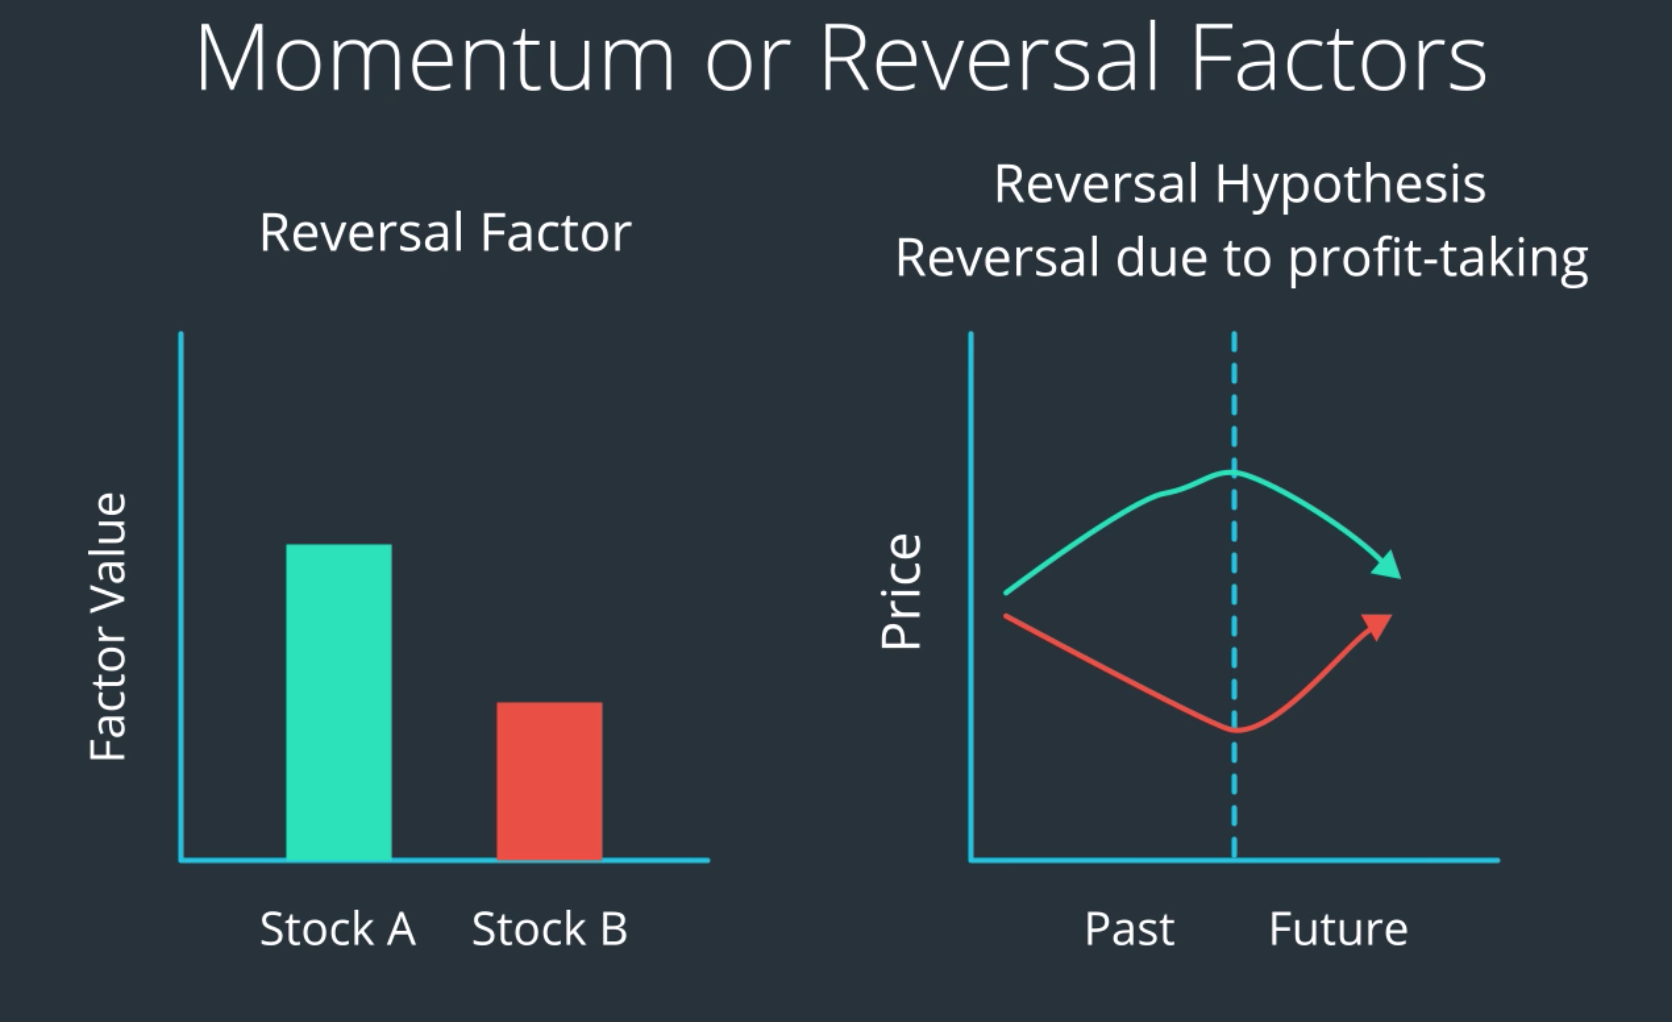 Momentum or Reversal Factors
Reversal Factor
Factor Value
Stock A
Stock B
Reversal Hypothesis
Reversal due to profit-taking
Price
Past
Future